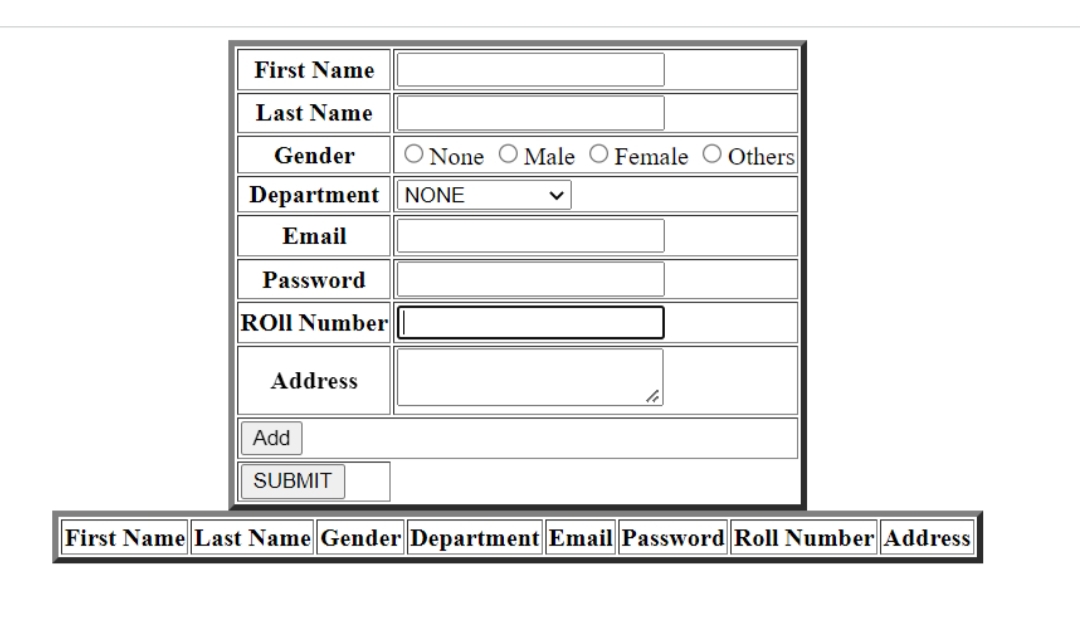 First Name
Last Name
Gender None Male Female Others
Department NONE
Email
Password
ROll Number
Address
Add
SUBMIT
First Name Last Name Gender Department Email Password Roll Number Address